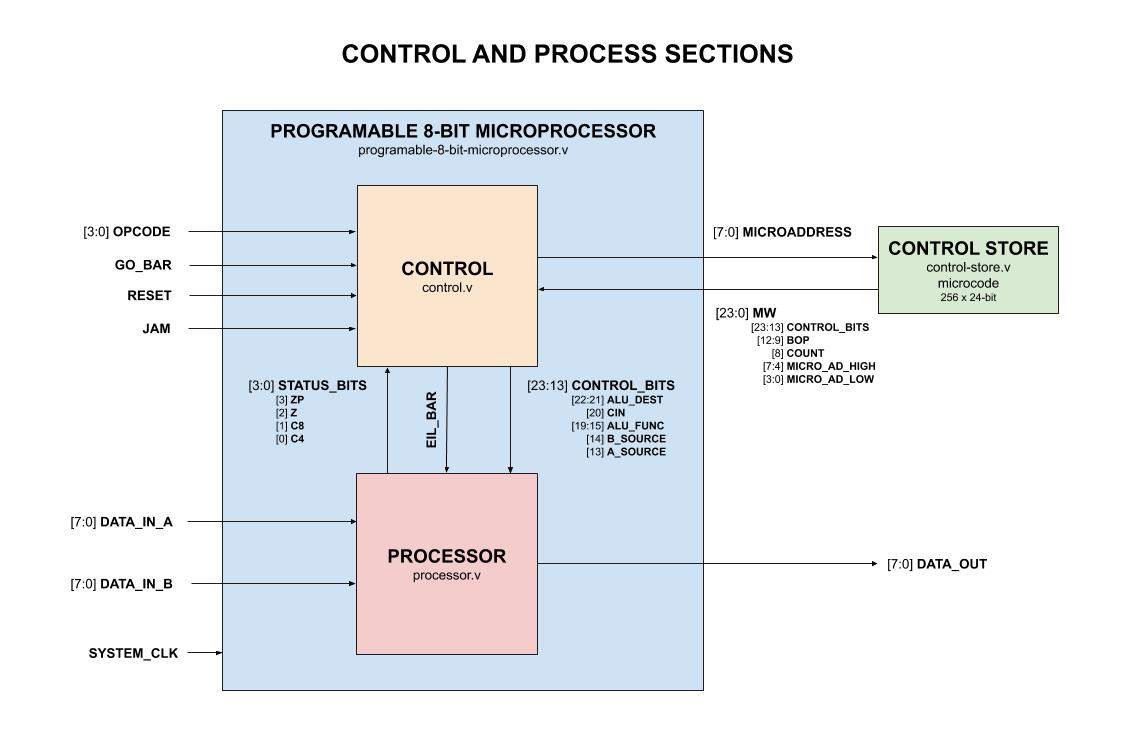 CONTROL AND PROCESS SECTIONS
PROGRAMABLE 8-BIT MICROPROCESSOR
programable-8-bit-microprocessor.v
[3:0] OPCODE
GO_BAR
RESET
JAM
CONTROL
control.v
[7:0] MICROADDRESS
CONTROL STORE
control-store.v
microcode
256 x 24-bit
[23:0] MW
[23:13] CONTROL_BITS
[12:9] BOP
[8] COUNT
[7:4] MICRO_AD_HIGH
[3:0] MICRO_AD_LOW
[3:0] STATUS_BITS
[3] ZP
[2] Z
[1] C8
[0] C4
EIL_BAR
[23:13] CONTROL_BITS
[22:21] ALU_DEST
[20] CIN
[19:15] ALU_FUNC
[14] B_SOURCE
[13] A_SOURCE
[7:0] DATA_IN_A
[7:0] DATA_IN_B
SYSTEM_CLK
PROCESSOR
processor.v
[7:0] DATA_OUT